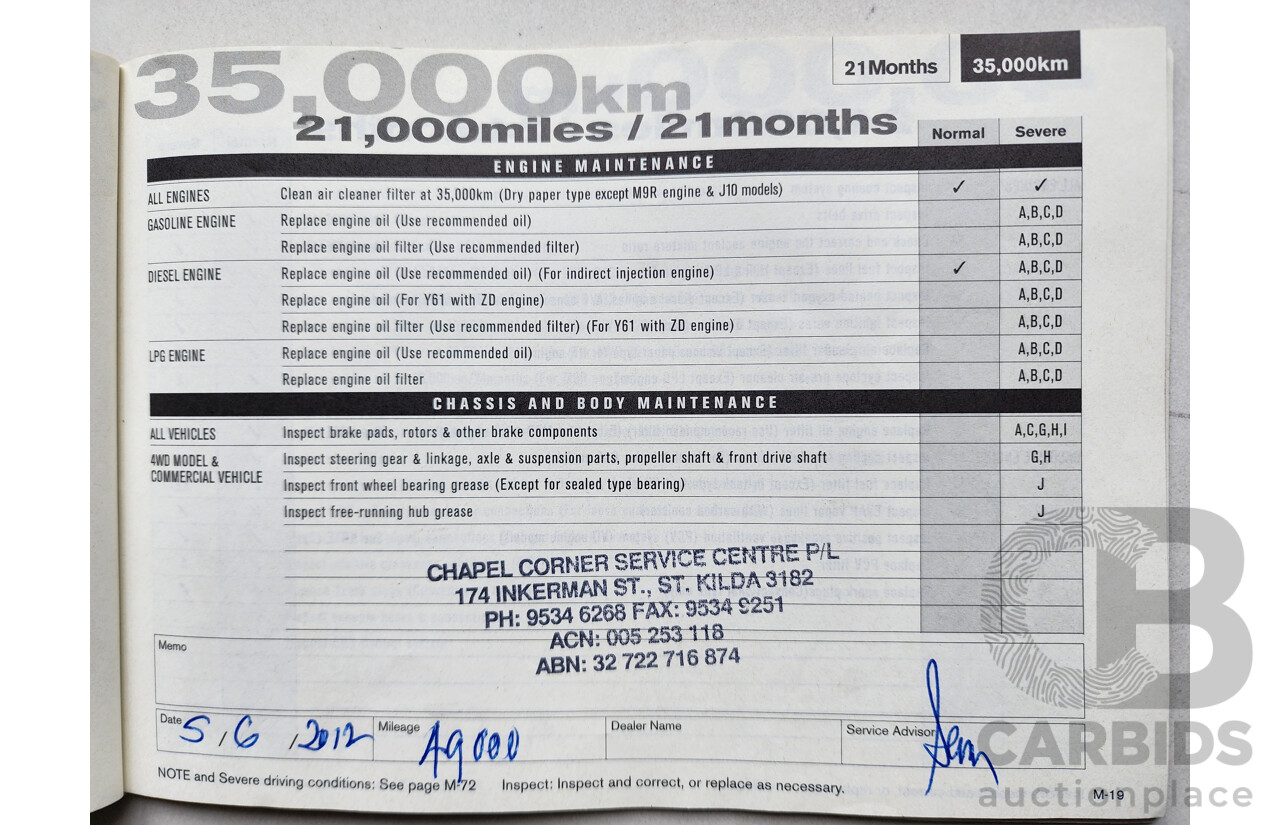 35,000km
21,000miles / 21months
21Months
35,000km
Normal Severe
ENGINE MAINTENANCE
ALL ENGINES Clean air cleaner filter at 35,000km (Dry paper type except M9R engine & J10 models) ✓ ✓
GASOLINE ENGINE Replace engine oil (Use recommended oil) A,B,C,D
Replace engine oil filter (Use recommended filter) A,B,C,D
DIESEL ENGINE Replace engine oil (Use recommended oil) (For indirect injection engine) ✓ A,B,C,D
Replace engine oil (For Y61 with ZD engine) A,B,C,D
Replace engine oil filter (Use recommended filter) (For Y61 with ZD engine) A,B,C,D
LPG ENGINE Replace engine oil (Use recommended oil) A,B,C,D
Replace engine oil filter A,B,C,D
CHASSIS AND BODY MAINTENANCE
ALL VEHICLES Inspect brake pads, rotors & other brake components A,C,G,H,I
4WD MODEL & Inspect steering gear & linkage, axle & suspension parts, propeller shaft & front drive shaft G,H
COMMERCIAL VEHICLE Inspect front wheel bearing grease (Except for sealed type bearing) J
Inspect free-running hub grease J
CHAPEL CORNER SERVICE CENTRE P/L
174 INKERMAN ST., ST. KILDA 3182
PH: 9534 6268 FAX: 9534 9251
ACN: 005 253 118
ABN: 32 722 716 874
Memo
Date 5 / 6 / 2012 Mileage 49000 Dealer Name Service Advisor
NOTE and Severe driving conditions: See page M-72 Inspect: Inspect and correct, or replace as necessary.
M-19
CB
CARBIDS
auctionplace